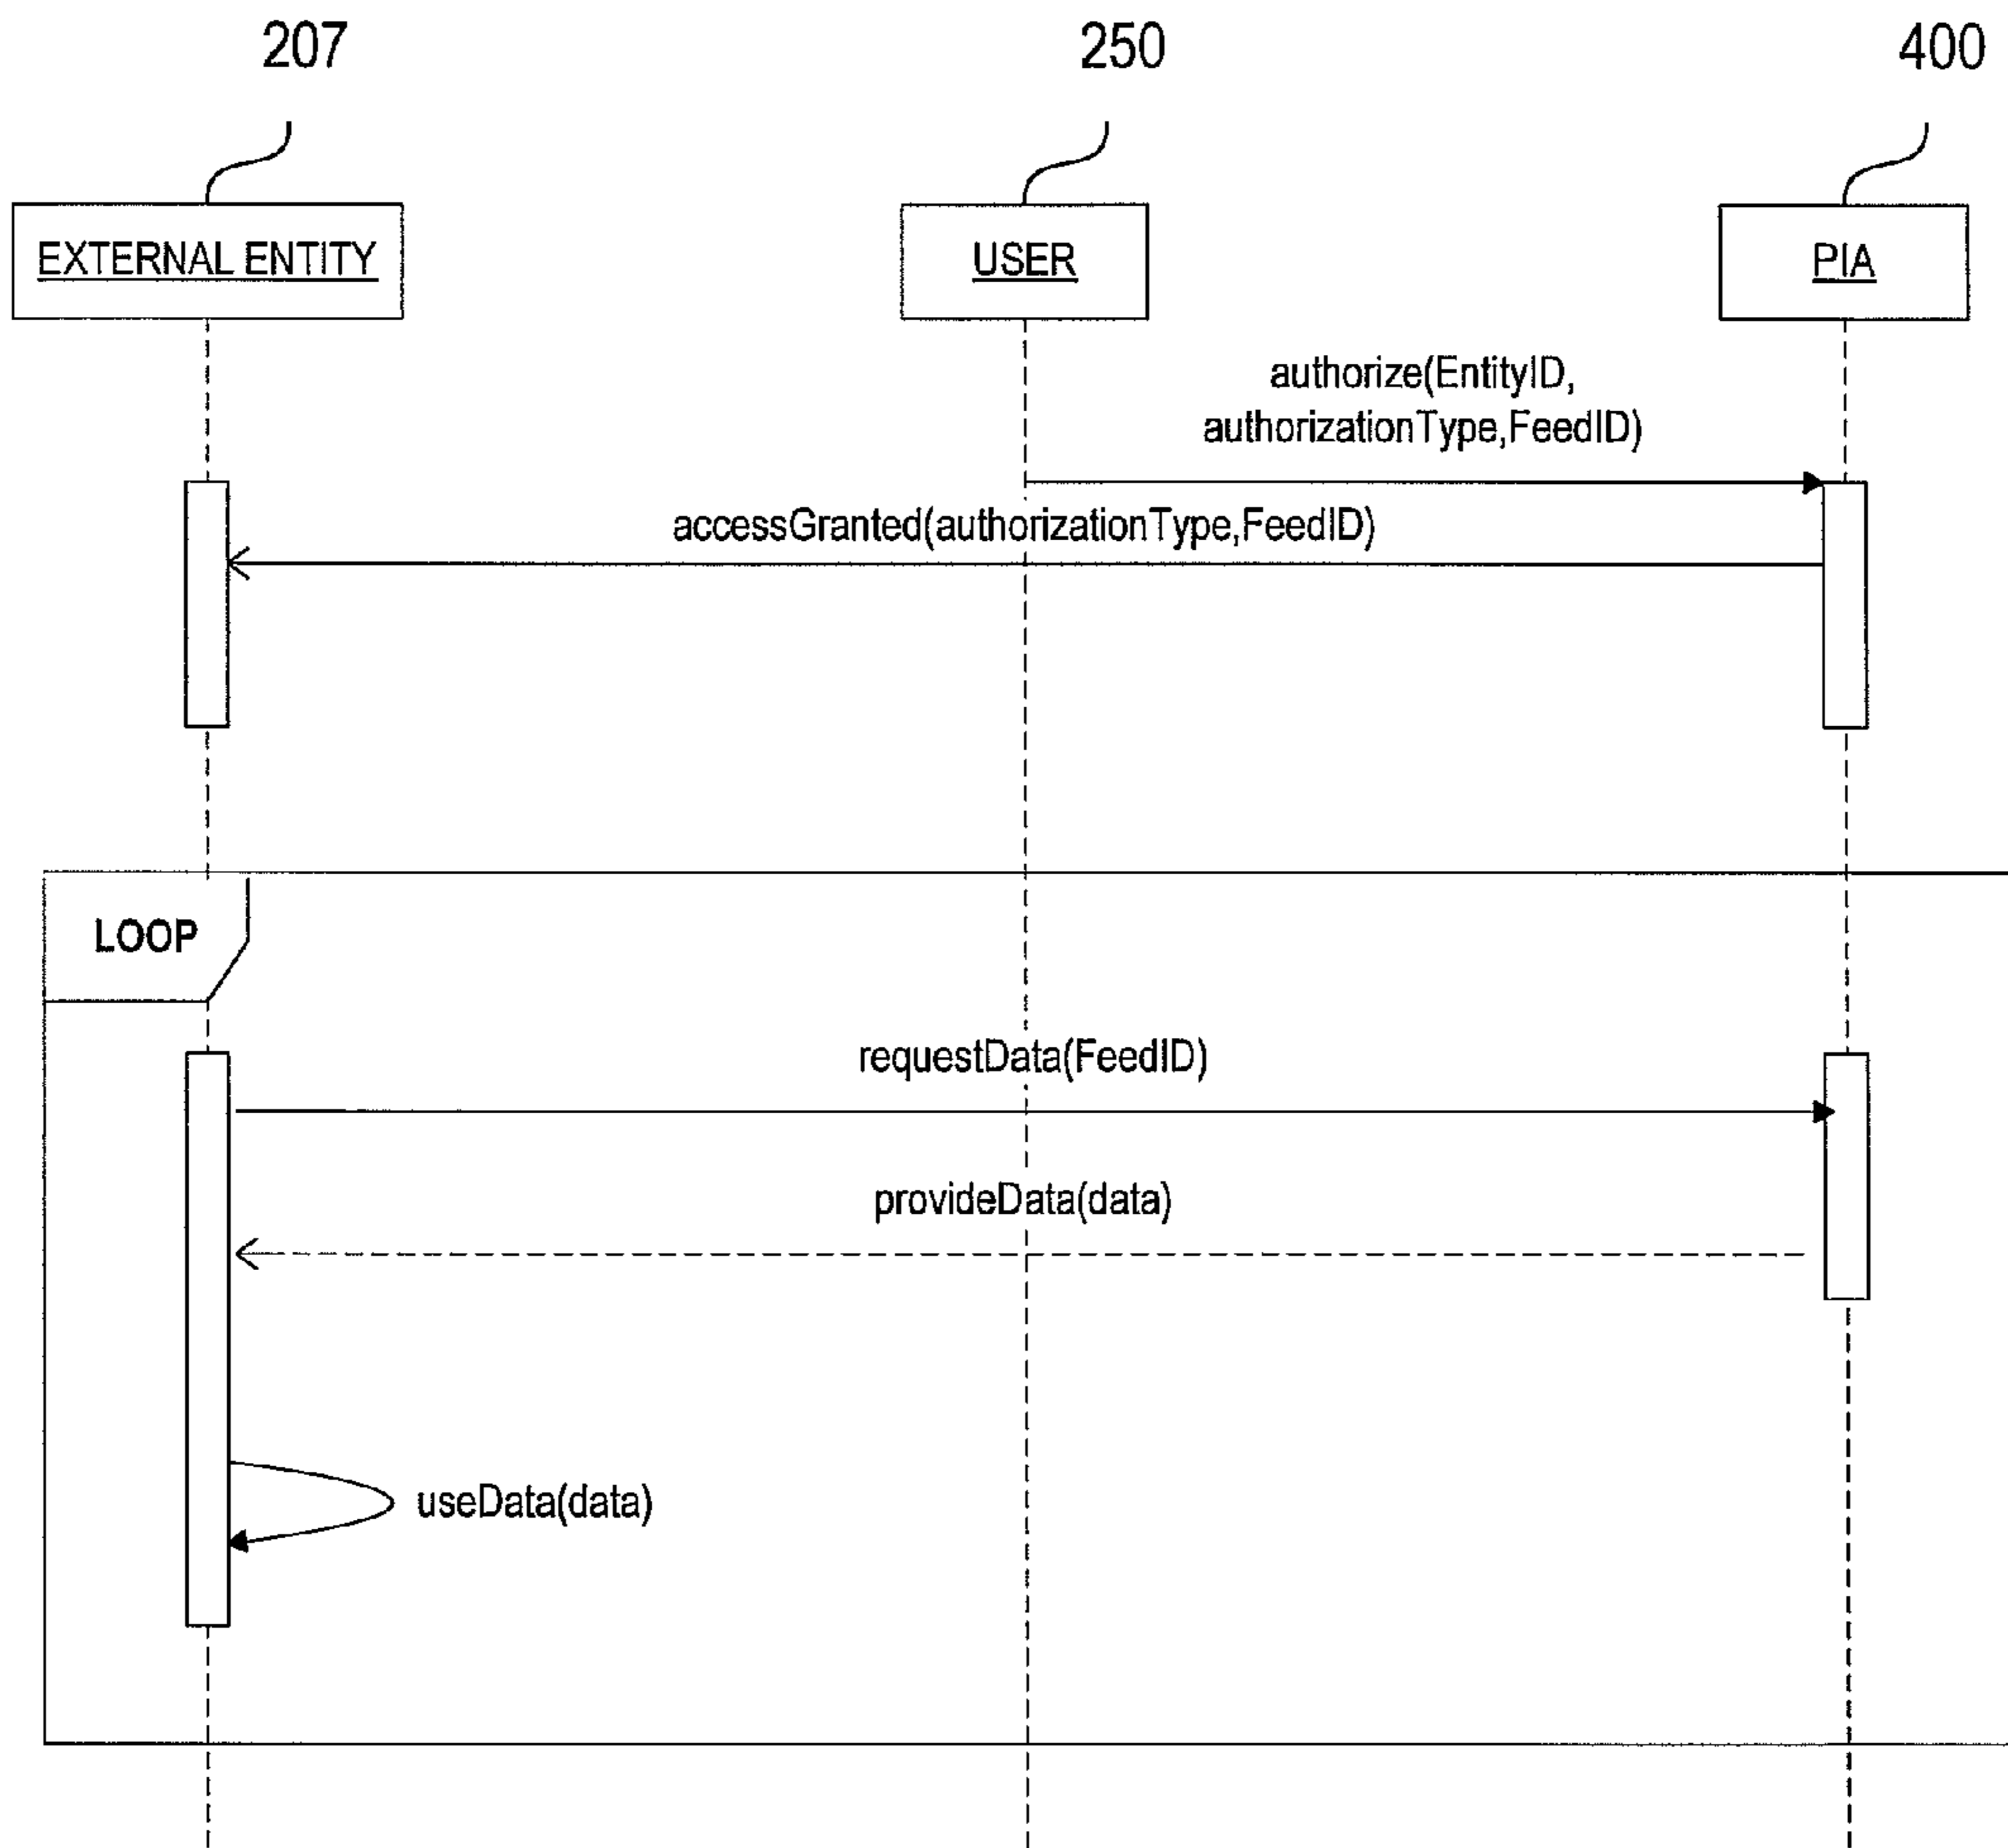 207
250
400
EXTERNAL ENTITY
USER
PIA
authorize(EntityID,
authorizationType,FeedID)
accessGranted(authorizationType,FeedID)
LOOP
requestData(FeedID)
provideData(data)
useData(data)